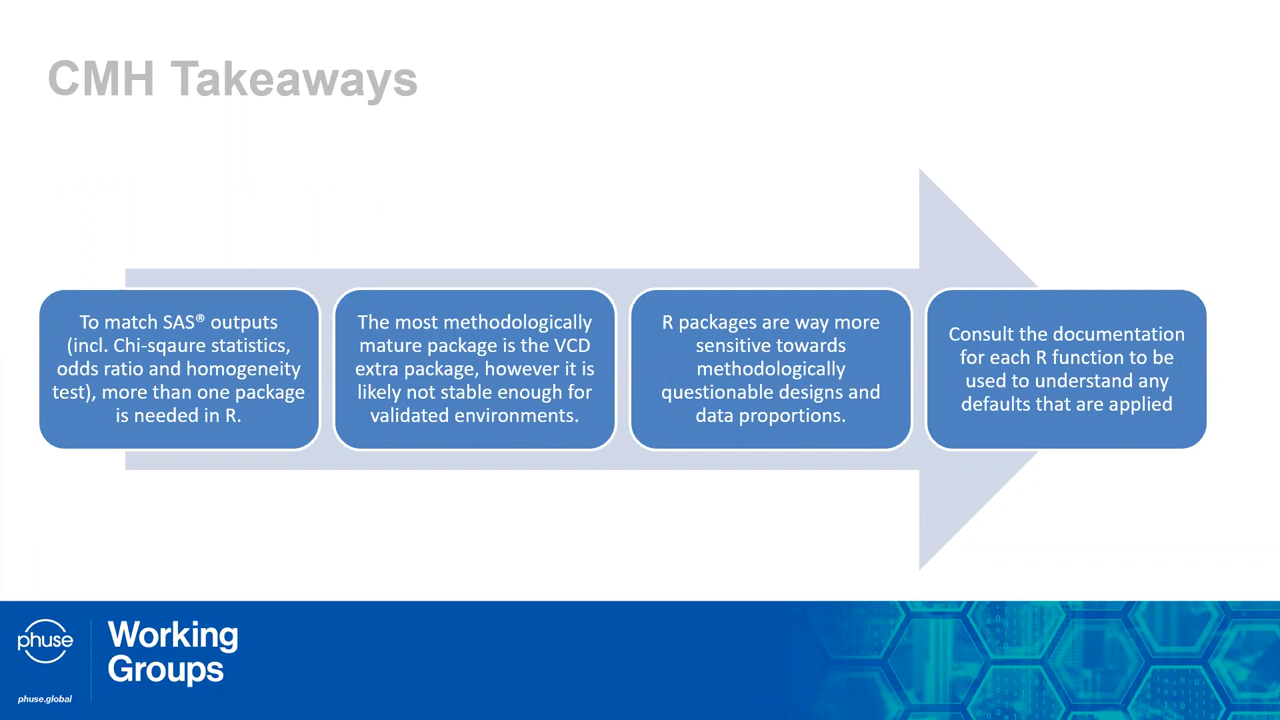 CMH Takeaways
To match SAS® outputs
(incl. Chi-sqaure statistics,
odds ratio and homogeneity
test), more than one package
is needed in R.
The most methodologically
mature package is the VCD
extra package, however it is
likely not stable enough for
validated environments.
R packages are way more
sensitive towards
methodologically
questionable designs and
data proportions.
Consult the documentation
for each R function to be
used to understand any
defaults that are applied
phuse
Working
Groups
phuse.global